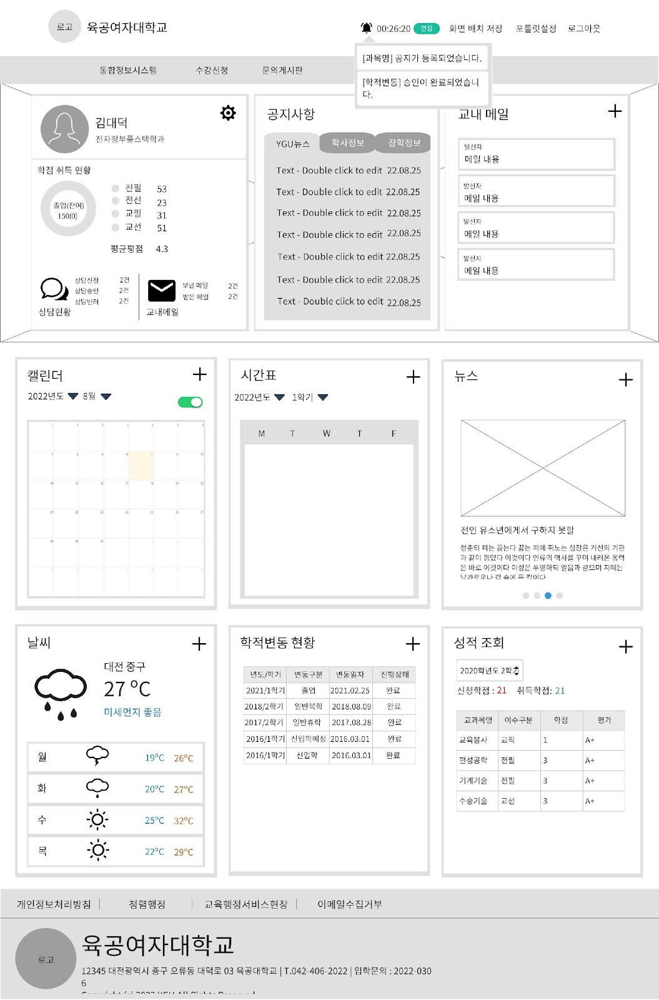 로고
육공여자대학교
00:26:20
연장
화면 배치 저장
포틀릿설정
로그아웃
통합정보시스템
수강신청
문의게시판
[과목명] 공지가 등록되었습니다.
[학적변동] 승인이 완료되었습니
다.
김대덕
전자정부풀스택학과
학점 취득 현황
졸업(잔여)
150(0)
전필 53
전선 23
교필 31
교선 51
평균평점 4.3
상담신청 2건
상담승인 2건
상담반려 2건
상담현황
보낸 메일 2건
받은 메일 2건
교내메일
공지사항
YGU뉴스
학사정보
장학정보
Text - Double click to edit 22.08.25
Text - Double click to edit 22.08.25
Text - Double click to edit 22.08.25
Text - Double click to edit 22.08.25
Text - Double click to edit 22.08.25
Text - Double click to edit 22.08.25
Text - Double click to edit 22.08.25
교내 메일
발신자
메일 내용
발신자
메일 내용
발신자
메일 내용
발신자
메일 내용
캘린더
2022년도 8월
시간표
2022년도 1학기
M T W T F
뉴스
전인 유소년에게서 구하지 못할
청춘의 피는 끓는다 끓는 피에 뛰노는 심장은 거선의 기관
과 같이 힘있다 이것이다 인류의 역사를 꾸며 내려온 동력
은 바로 이것이다 이성은 투명하되 얼음과 같으며 지혜는
날카로우나 갑 속에 든 칼이다
날씨
대전 중구
27 ºC
미세먼지 좋음
월 19ºC 26ºC
화 20ºC 27ºC
수 25ºC 32ºC
목 22ºC 29ºC
학적변동 현황
년도/학기 변동구분 변동일자 진행상태
2021/1학기 졸업 2021.02.25 완료
2018/2학기 일반복학 2018.08.09 완료
2017/2학기 일반휴학 2017.08.28 완료
2016/1학기 신입학예정 2016.03.01 완료
2016/1학기 신입학 2016.03.01 완료
성적 조회
2020학년도 2학기
신청학점 : 21 취득학점: 21
교과목명 이수구분 학점 평가
교육봉사 교직 1 A+
편성공학 전필 3 A+
기계기술 전필 3 A+
수송기술 교선 3 A+
개인정보처리방침
청렴행정
교육행정서비스현장
이메일수집거부
로고
육공여자대학교
12345 대전광역시 중구 오류동 대덕로 03 육공대학교 | T.042-406-2022 | 입학문의 : 2022-030
6
Copyright (c) 2022 YGU All Rights Reserved